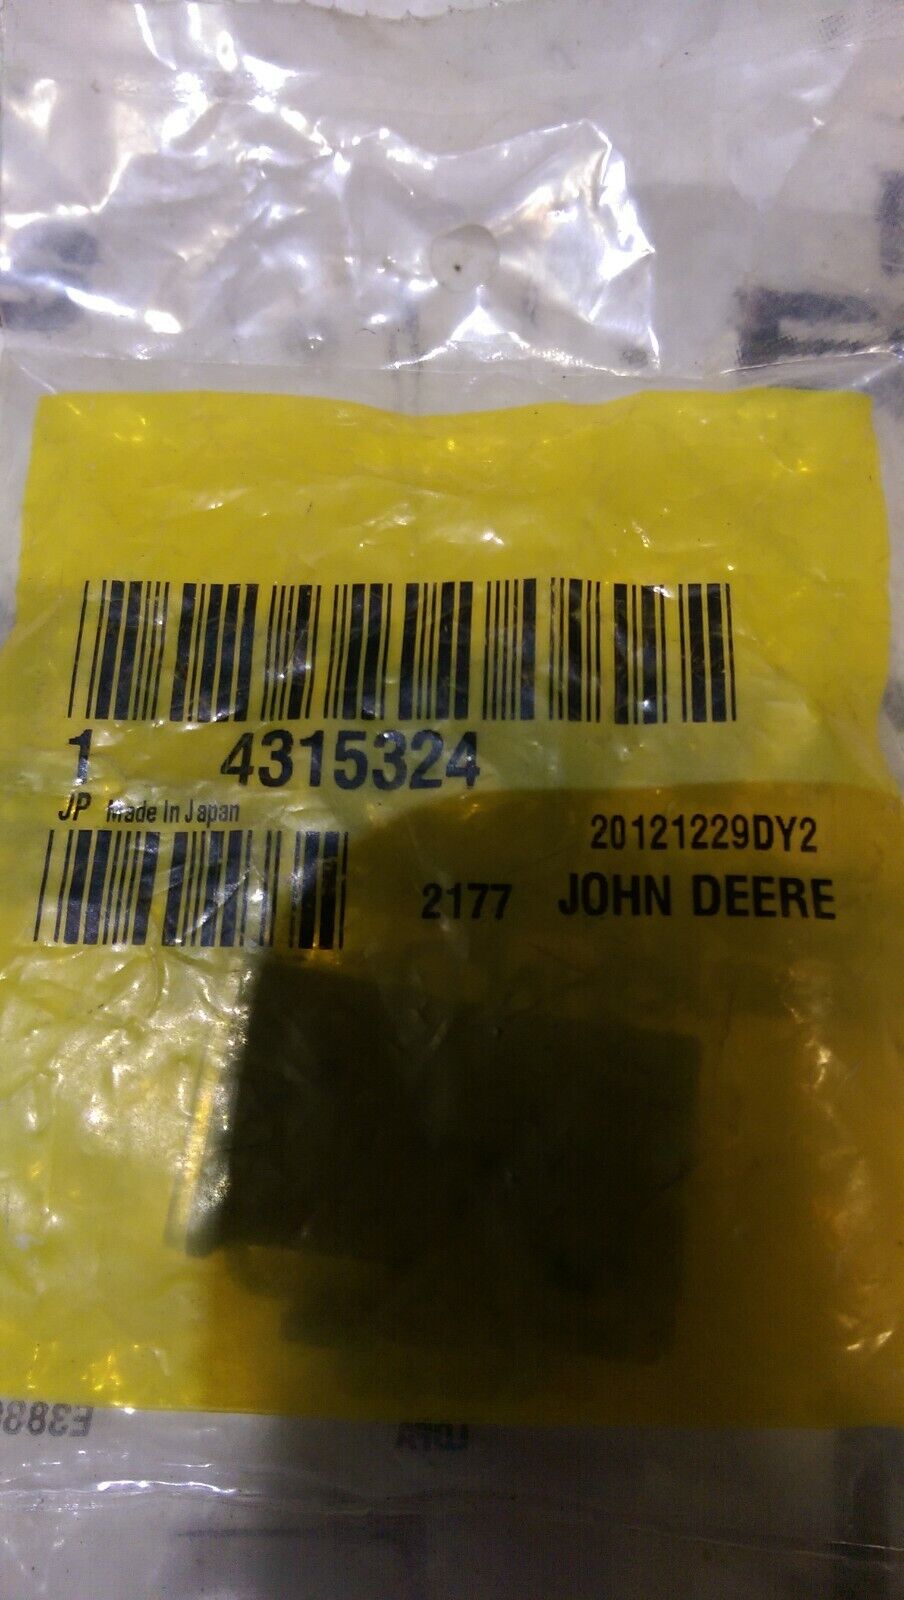 1 4315324
JP Made In Japan
20121229DY2
2177 JOHN DEERE